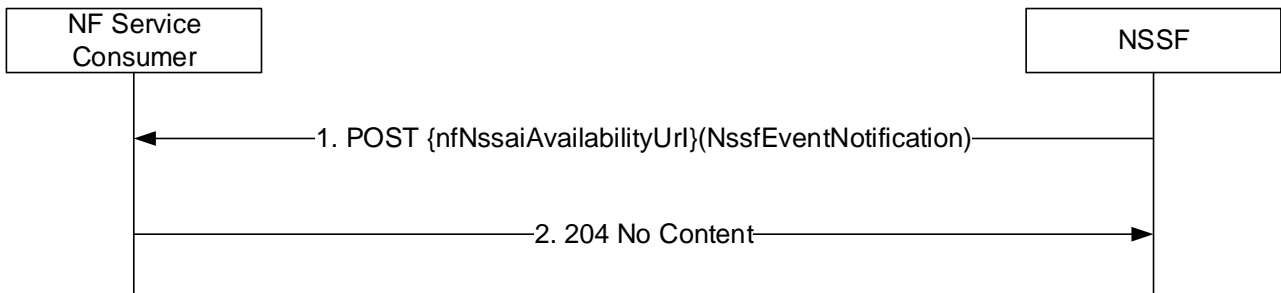 NF Service
Consumer
NSSF
1. POST {nfNssaiAvailabilityUrl}(NssfEventNotification)
2. 204 No Content